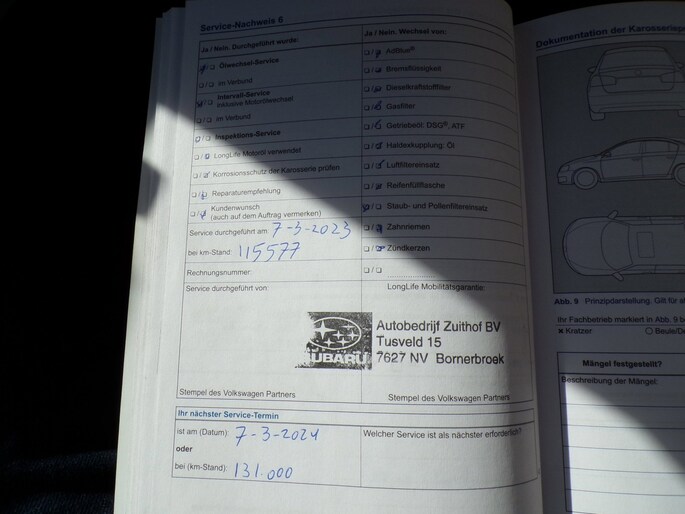 Service-Nachweis 6
Ja / Nein. Durchgeführt wurde:
Ölwechsel-Service
im Verbund
Intervall-Service
inklusive Motorölwechsel
im Verbund
Inspektions-Service
LongLife Motoröl verwendet
Korrosionsschutz der Karosserie prüfen
Reparaturempfehlung
Kundenwunsch
(auch auf dem Auftrag vermerken)
Service durchgeführt am: 7-3-2023
bei km-Stand: 115577
Rechnungsnummer:
Service durchgeführt von:
Stempel des Volkswagen Partners
Ja / Nein. Wechsel von:
AdBlue®
Bremsflüssigkeit
Dieselkraftstofffilter
Gasfilter
Getriebeöl: DSG®, ATF
Haldexkupplung: Öl
Luftfiltereinsatz
Reifenfüllflasche
Staub- und Pollenfiltereinsatz
Zahnriemen
Zündkerzen
LongLife Mobilitätsgarantie:
SUBARU
Autobedrijf Zuithof BV
Tusveld 15
7627 NV Bornerbroek
Stempel des Volkswagen Partners
Ihr nächster Service-Termin
ist am (Datum): 7-3-2024
oder
bei (km-Stand): 131.000
Welcher Service ist als nächster erforderlich?
Dokumentation der Karosseriep
Abb. 9 Prinzipdarstellung. Gilt für al
Ihr Fachbetrieb markiert in Abb. 9 be
× Kratzer
Beule/De
Mängel festgestellt?
Beschreibung der Mängel: